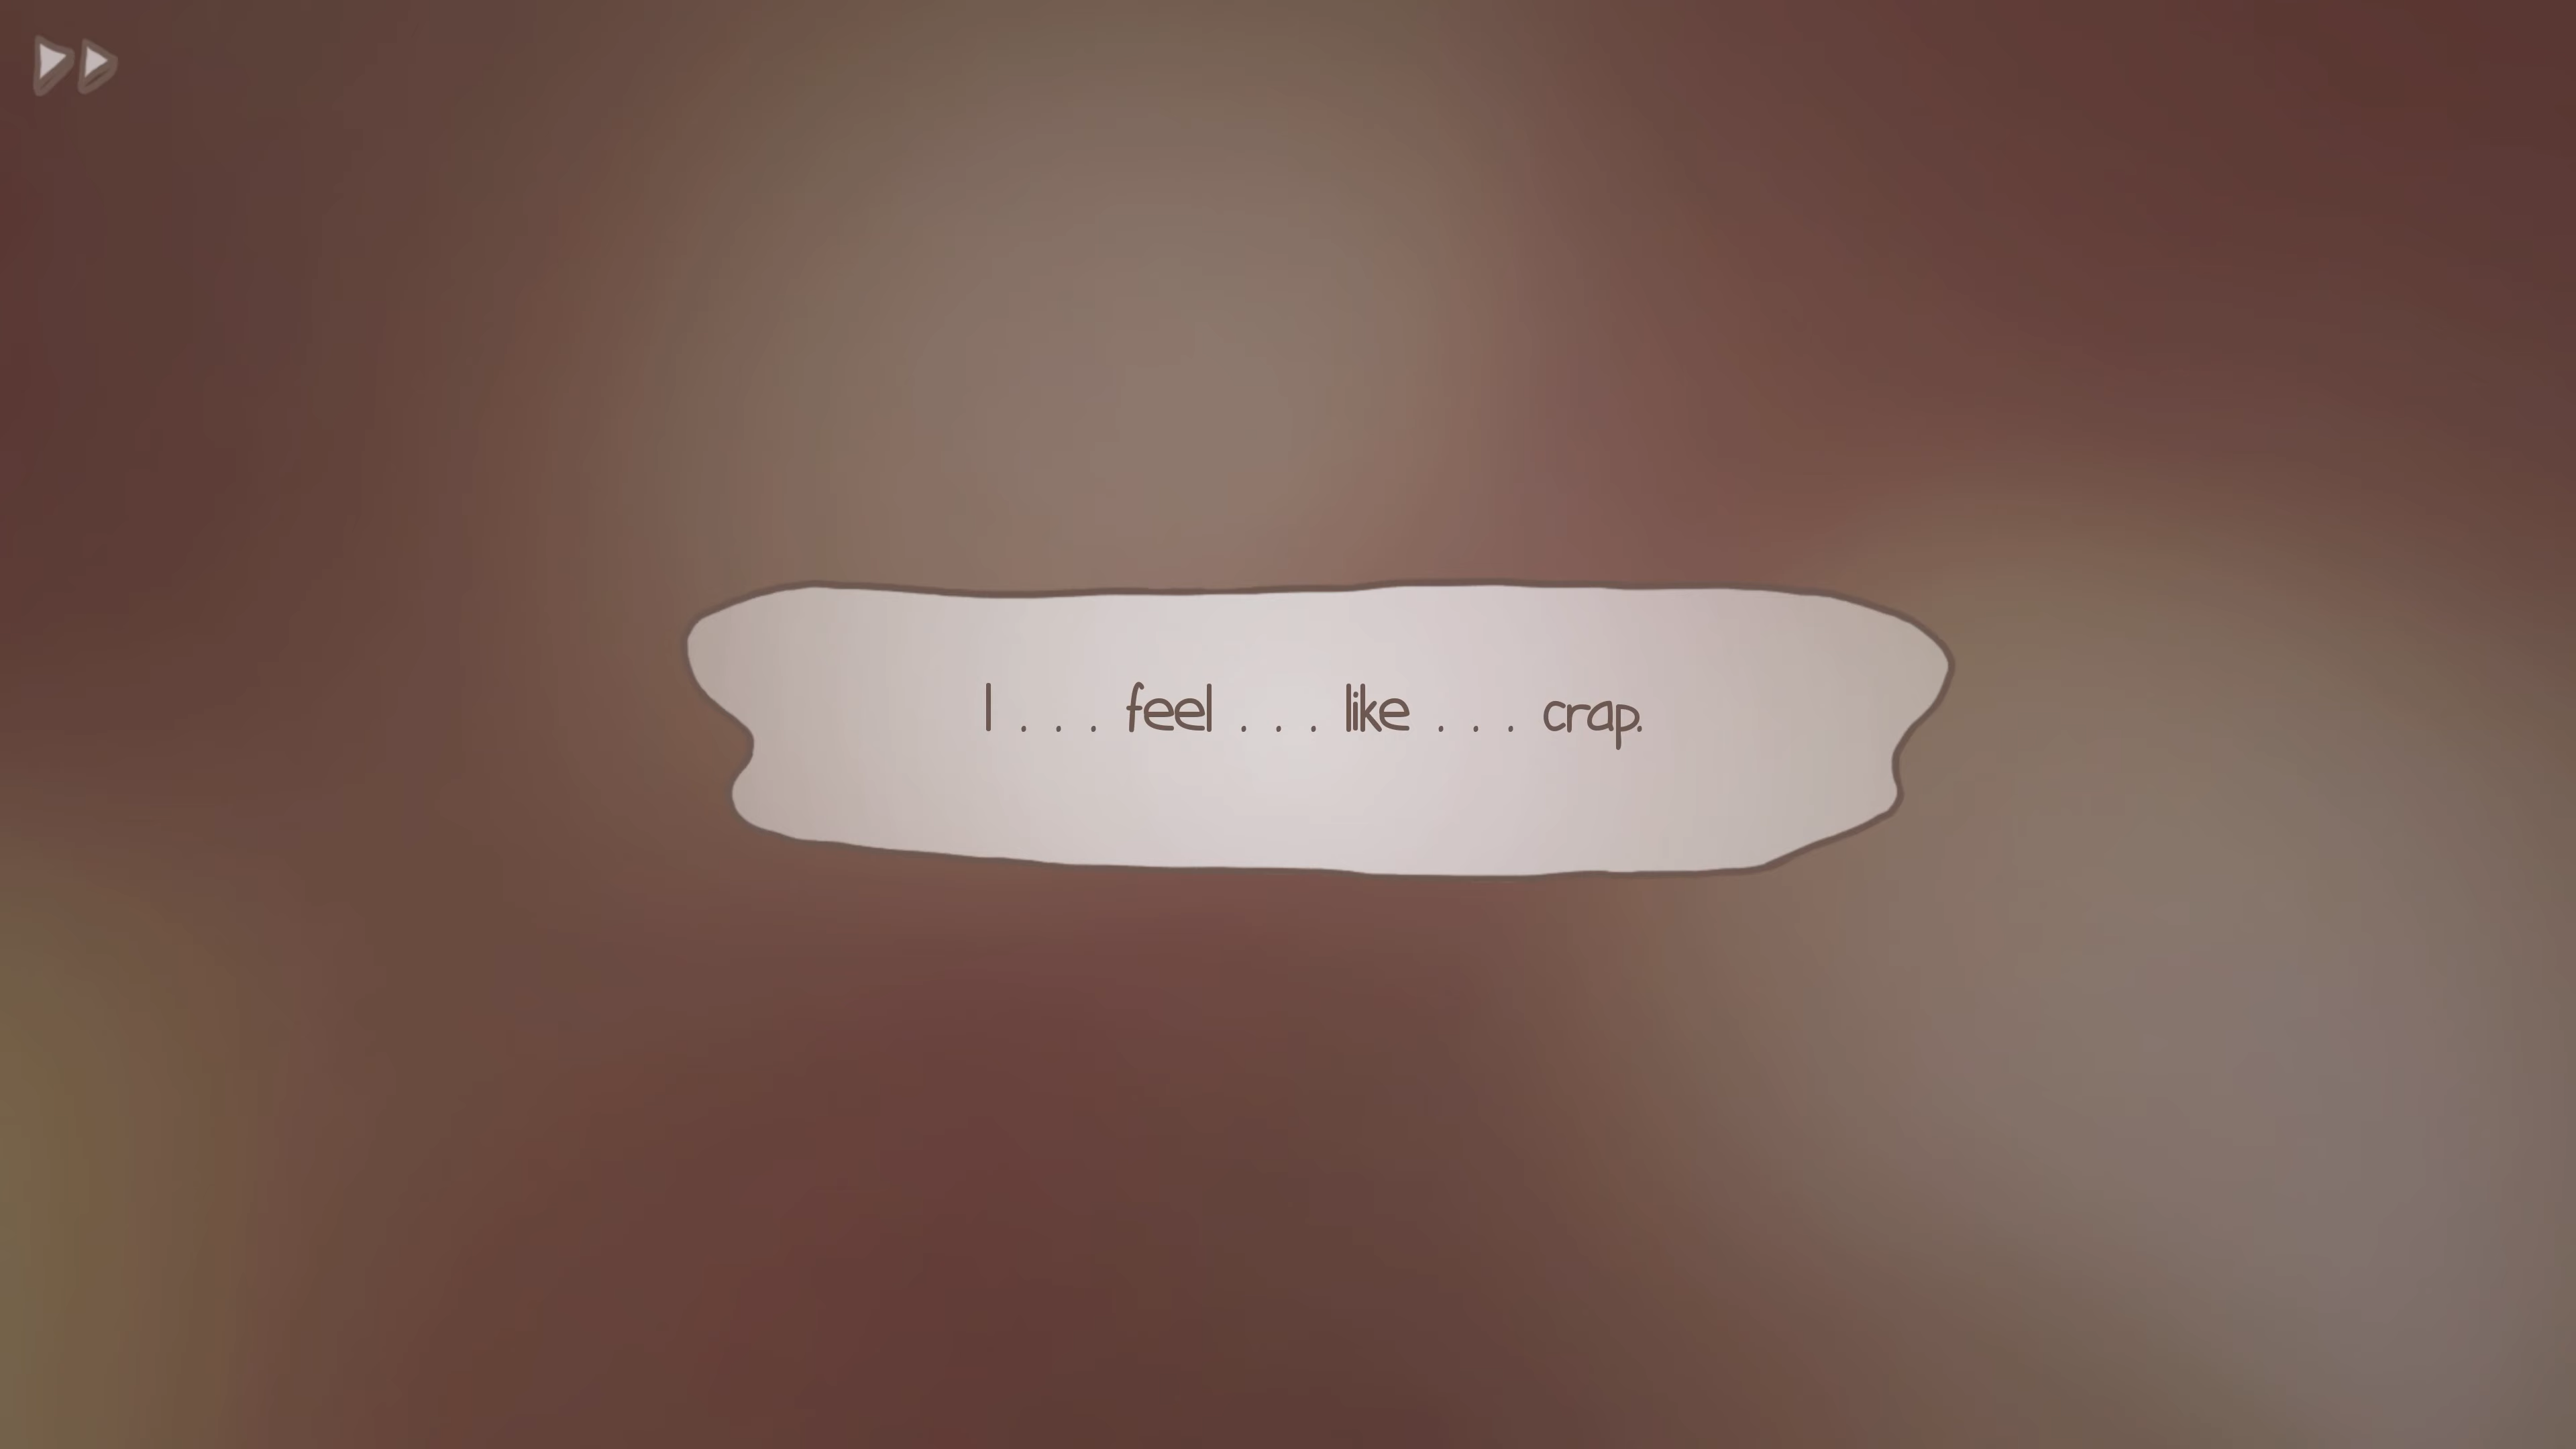 I . . . feel . . . like . . . crap.